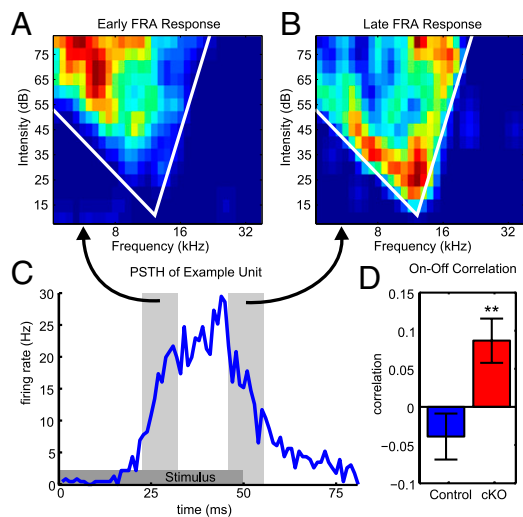 A
Early FRA Response
Intensity (dB)
75
65
55
45
35
25
15
8
16
32
Frequency (kHz)
B
Late FRA Response
Intensity (dB)
75
65
55
45
35
25
15
8
16
32
Frequency (kHz)
C
PSTH of Example Unit
firing rate (Hz)
30
25
20
15
10
5
0
Stimulus
0
25
50
75
time (ms)
D
On-Off Correlation
correlation
0.15
0.1
0.05
0
−0.05
−0.1
**
Control
cKO